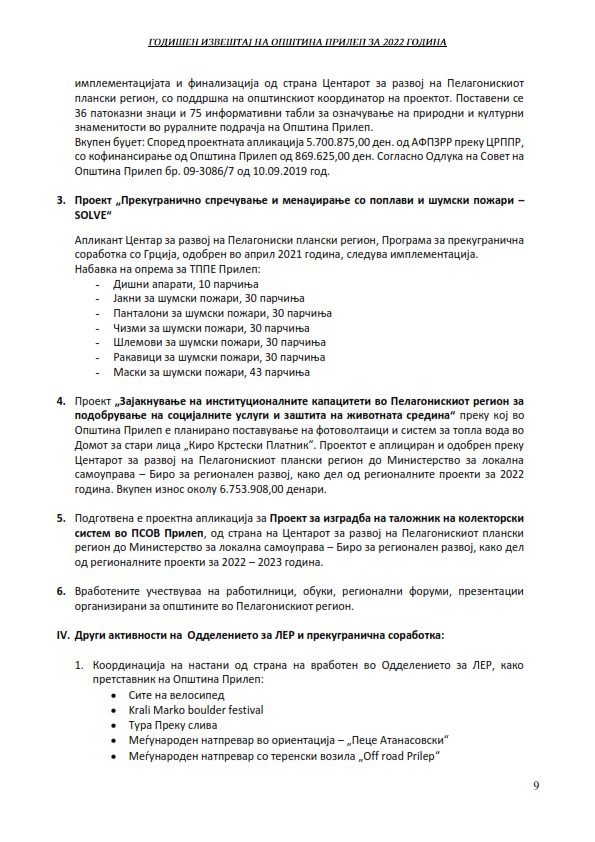 ГОДИШЕН ИЗВЕШТАЈ НА ОПШТИНА ПРИЛЕП ЗА 2022 ГОДИНА
имплементацијата и финализација од страна Центарот за развој на Пелагонискиот
плански регион, со поддршка на општинскиот координатор на проектот. Поставени се
36 патоказни знаци и 75 информативни табли за означување на природни и културни
знаменитости во руралните подрачја на Општина Прилеп.
Вкупен буџет: Според проектната апликација 5.700.875,00 ден. од АФПЗРР преку ЦРППР,
со кофинансирање од Општина Прилеп од 869.625,00 ден. Согласно Одлука на Совет на
Општина Прилеп бр. 09-3086/7 од 10.09.2019 год.
3. Проект „Прекугранично спречување и менаџирање со поплави и шумски пожари –
SOLVE“
Апликант Центар за развој на Пелагониски плански регион, Програма за прекугранична
соработка со Грција, одобрен во април 2021 година, следува имплементација.
Набавка на опрема за ТППЕ Прилеп:
- Дишни апарати, 10 парчиња
- Јакни за шумски пожари, 30 парчиња
- Панталони за шумски пожари, 30 парчиња
- Чизми за шумски пожари, 30 парчиња
- Шлемови за шумски пожари, 30 парчиња
- Ракавици за шумски пожари, 30 парчиња
- Маски за шумски пожари, 43 парчиња
4. Проект „Зајакнување на институционалните капацитети во Пелагонискиот регион за
подобрување на социјалните услуги и заштита на животната средина“ преку кој во
Општина Прилеп е планирано поставување на фотоволтаици и систем за топла вода во
Домот за стари лица „Киро Крстески Платник“. Проектот е аплициран и одобрен преку
Центарот за развој на Пелагонискиот плански регион до Министерство за локална
самоуправа – Биро за регионален развој, како дел од регионалните проекти за 2022
година. Вкупен износ околу 6.753.908,00 денари.
5. Подготвена е проектна апликација за Проект за изградба на таложник на колекторски
систем во ПСОВ Прилеп, од страна на Центарот за развој на Пелагонискиот плански
регион до Министерство за локална самоуправа – Биро за регионален развој, како дел
од регионалните проекти за 2022 – 2023 година.
6. Вработените учествуваа на работилници, обуки, регионални форуми, презентации
организирани за општините во Пелагонискиот регион.
IV. Други активности на Одделението за ЛЕР и прекугранична соработка:
1. Координација на настани од страна на вработен во Одделението за ЛЕР, како
претставник на Општина Прилеп:
• Сите на велосипед
• Krali Marko boulder festival
• Тура Преку слива
• Меѓународен натпревар во ориентација – „Пеце Атанасовски“
• Меѓународен натпревар со теренски возила „Off road Prilep“
9